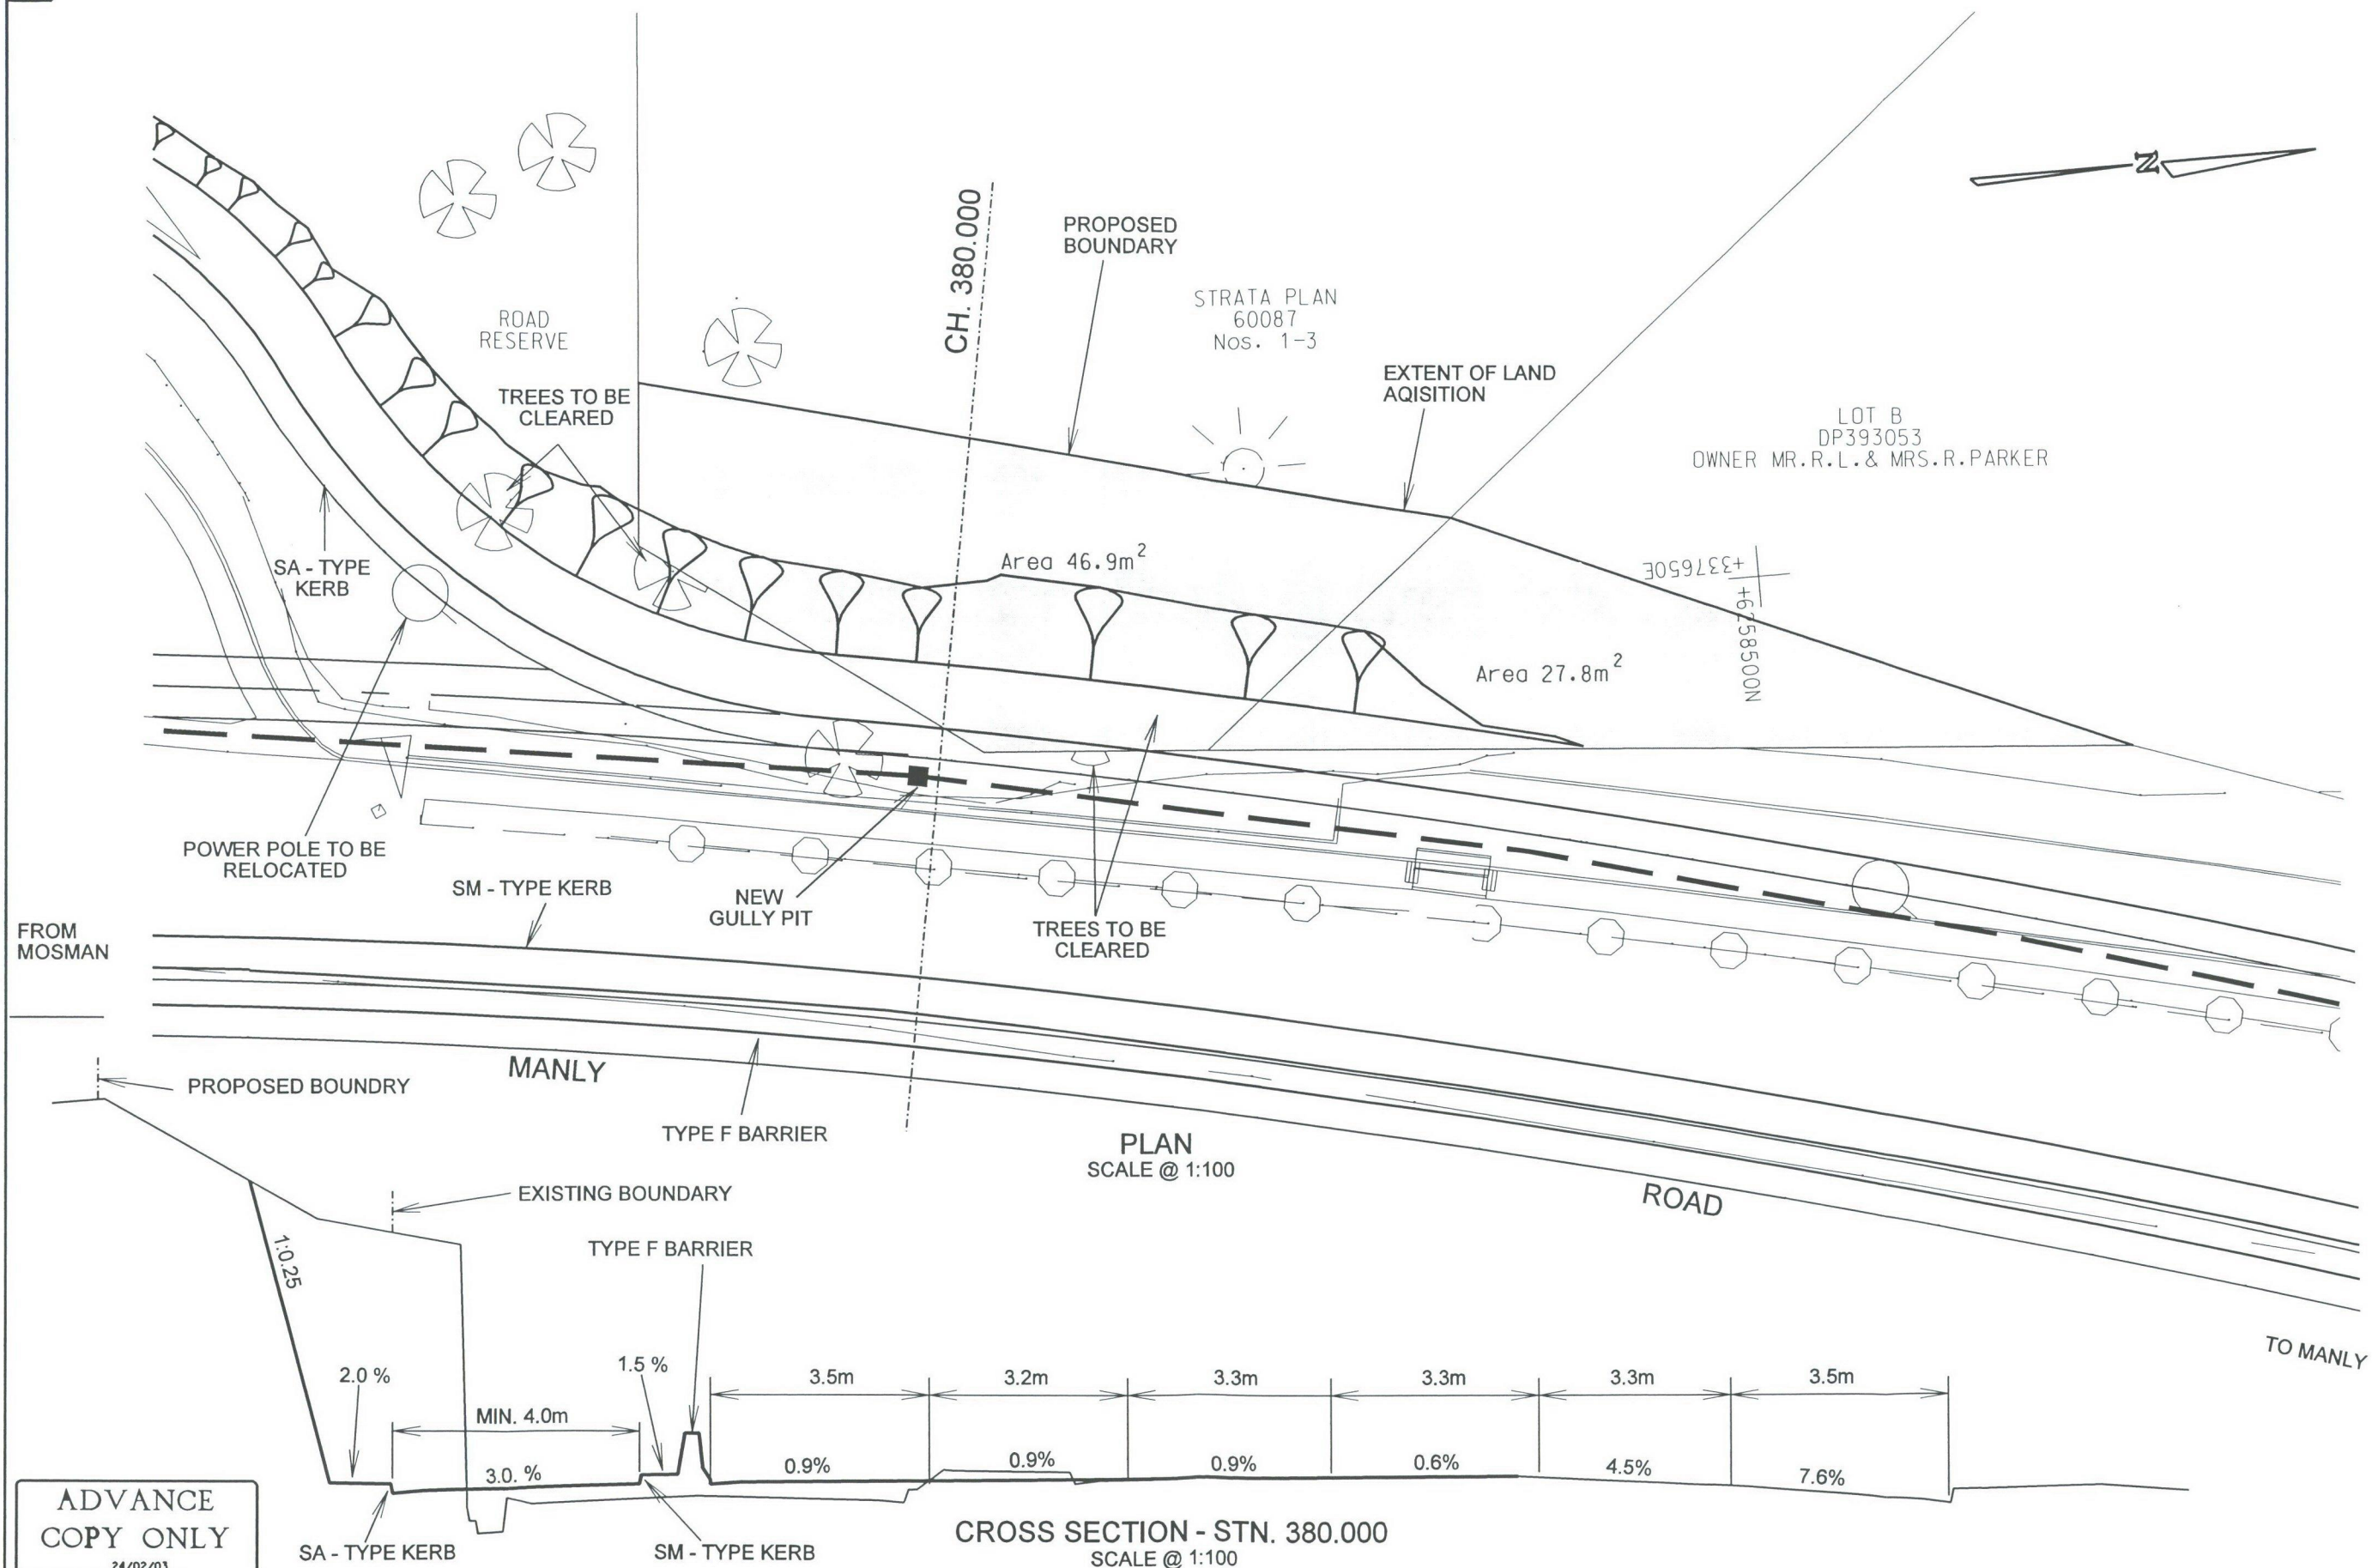 CH. 380.000
PROPOSED
BOUNDARY
N
STRATA PLAN
60087
Nos. 1-3
ROAD
RESERVE
TREES TO BE
CLEARED
EXTENT OF LAND
AQISITION
LOT B
DP393053
OWNER MR.R.L.& MRS.R.PARKER
SA - TYPE
KERB
Area 46.9m²
+337650E
+6258500N
Area 27.8m²
POWER POLE TO BE
RELOCATED
SM - TYPE KERB
NEW
GULLY PIT
TREES TO BE
CLEARED
FROM
MOSMAN
MANLY
PROPOSED BOUNDRY
TYPE F BARRIER
PLAN
SCALE @ 1:100
ROAD
EXISTING BOUNDARY
TYPE F BARRIER
1:0.25
TO MANLY
2.0 %
1.5 %
3.5m
3.2m
3.3m
3.3m
3.3m
3.5m
MIN. 4.0m
3.0. %
0.9%
0.9%
0.9%
0.6%
4.5%
7.6%
ADVANCE
COPY ONLY
24/02/03
SA - TYPE KERB
SM - TYPE KERB
CROSS SECTION - STN. 380.000
SCALE @ 1:100